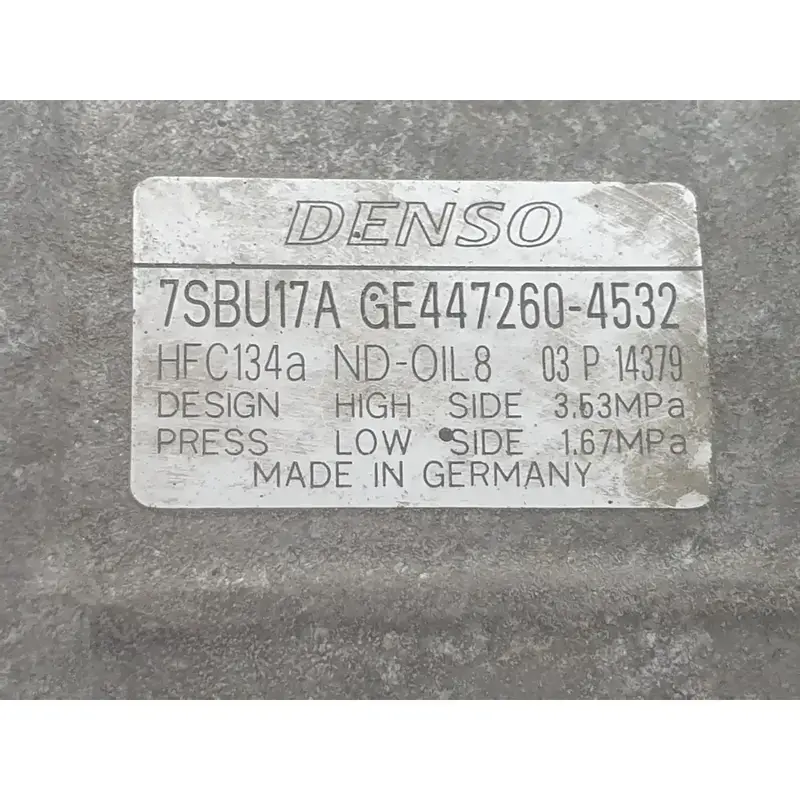 DENSO
7SBU17A GE447260-4532
HFC134a ND-OIL8 03 P 14379
DESIGN HIGH SIDE 3.53MPa
PRESS LOW SIDE 1.67MPa
MADE IN GERMANY